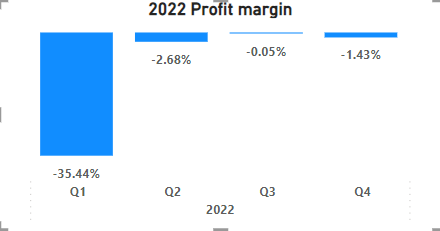 2022 Profit margin
-0.05%
-1.43%
-2.68%
-35.44%
Q1 Q2 Q3 Q4
2022